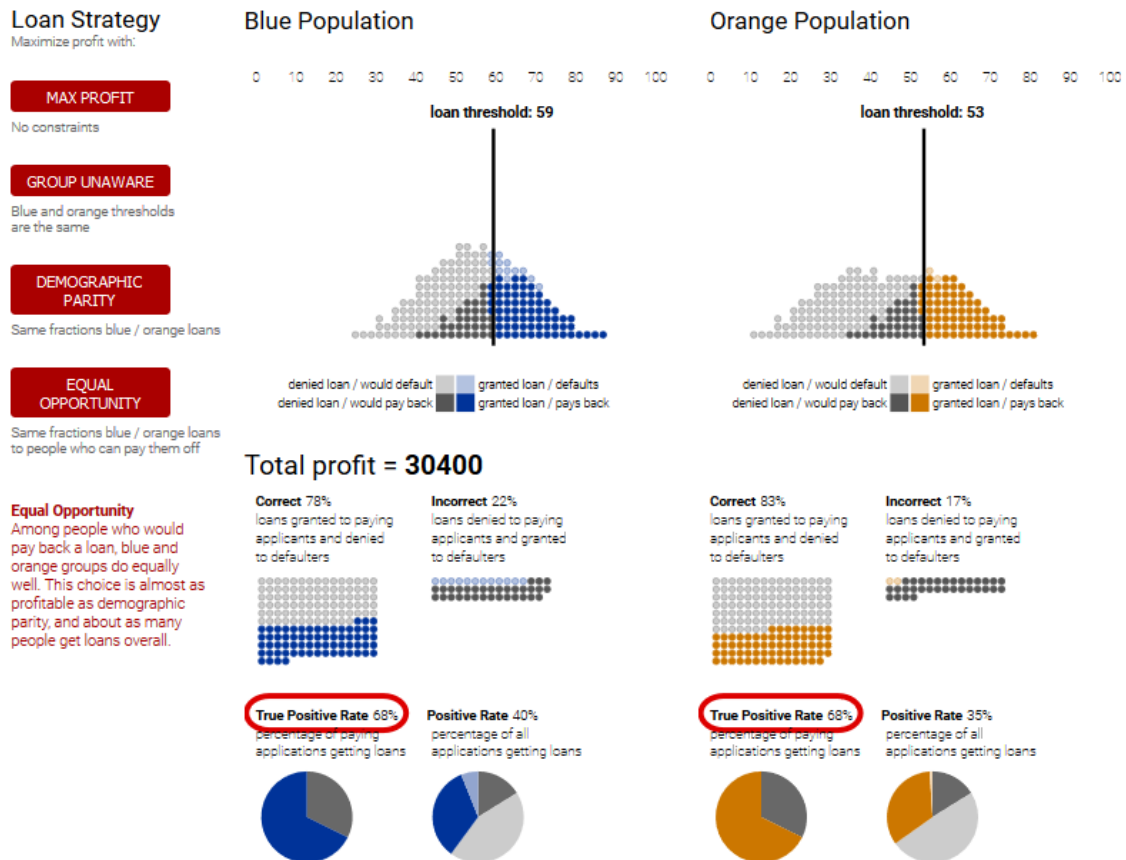 Loan Strategy
Maximize profit with:
MAX PROFIT
No constraints
GROUP UNAWARE
Blue and orange thresholds
are the same
DEMOGRAPHIC
PARITY
Same fractions blue / orange loans
EQUAL
OPPORTUNITY
Same fractions blue / orange loans
to people who can pay them off
Equal Opportunity
Among people who would
pay back a loan, blue and
orange groups do equally
well. This choice is almost as
profitable as demographic
parity, and about as many
people get loans overall.
Blue Population
0 10 20 30 40 50 60 70 80 90 100
loan threshold: 59
denied loan / would default
granted loan / defaults
denied loan / would pay back
granted loan / pays back
Orange Population
0 10 20 30 40 50 60 70 80 90 100
loan threshold: 53
denied loan / would default
granted loan / defaults
denied loan / would pay back
granted loan / pays back
Total profit = 30400
Correct 78%
loans granted to paying
applicants and denied
to defaulters
Incorrect 22%
loans denied to paying
applicants and granted
to defaulters
True Positive Rate 68%
percentage of paying
applications getting loans
Positive Rate 40%
percentage of all
applications getting loans
Correct 83%
loans granted to paying
applicants and denied
to defaulters
Incorrect 17%
loans denied to paying
applicants and granted
to defaulters
True Positive Rate 68%
percentage of paying
applications getting loans
Positive Rate 35%
percentage of all
applications getting loans